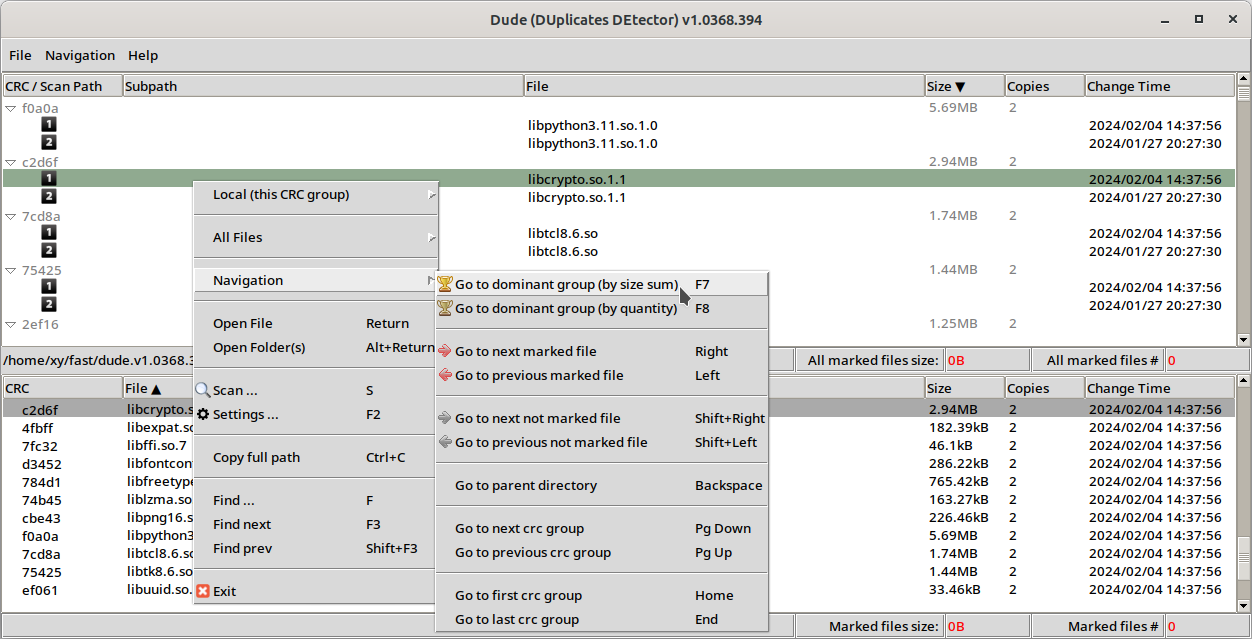 Dude (DUplicates DEtector) v1.0368.394
File Navigation Help
CRC / Scan Path Subpath File Size ▼ Copies Change Time
f0a0a 5.69MB 2
1 libpython3.11.so.1.0 2024/02/04 14:37:56
2 libpython3.11.so.1.0 2024/01/27 20:27:30
c2d6f 2.94MB 2
1 libcrypto.so.1.1 2024/02/04 14:37:56
2 libcrypto.so.1.1 2024/01/27 20:27:30
7cd8a 1.74MB 2
1 libtcl8.6.so 2024/02/04 14:37:56
2 libtcl8.6.so 2024/01/27 20:27:30
75425 1.44MB 2
1 2024/02/04 14:37:56
2 2024/01/27 20:27:30
2ef16 1.25MB 2
Local (this CRC group)
All Files
Navigation
Open File Return
Open Folder(s) Alt+Return
Scan ... S
Settings ... F2
Copy full path Ctrl+C
Find ... F
Find next F3
Find prev Shift+F3
Exit
Go to dominant group (by size sum) F7
Go to dominant group (by quantity) F8
Go to next marked file Right
Go to previous marked file Left
Go to next not marked file Shift+Right
Go to previous not marked file Shift+Left
Go to parent directory Backspace
Go to next crc group Pg Down
Go to previous crc group Pg Up
Go to first crc group Home
Go to last crc group End
/home/xy/fast/dude.v1.0368.3 All marked files size: 0B All marked files # 0
CRC File ▲ Size Copies Change Time
c2d6f libcrypto.s 2.94MB 2 2024/02/04 14:37:56
4fbff libexpat.so 182.39kB 2 2024/02/04 14:37:56
7fc32 libffi.so.7 46.1kB 2 2024/02/04 14:37:56
d3452 libfontcon 286.22kB 2 2024/02/04 14:37:56
784d1 libfreetype 765.42kB 2 2024/02/04 14:37:56
74b45 liblzma.so 163.27kB 2 2024/02/04 14:37:56
cbe43 libpng16.s 226.46kB 2 2024/02/04 14:37:56
f0a0a libpython3 5.69MB 2 2024/02/04 14:37:56
7cd8a libtcl8.6.so 1.74MB 2 2024/02/04 14:37:56
75425 libtk8.6.so 1.44MB 2 2024/02/04 14:37:56
ef061 libuuid.so. 33.46kB 2 2024/02/04 14:37:56
Marked files size: 0B Marked files # 0